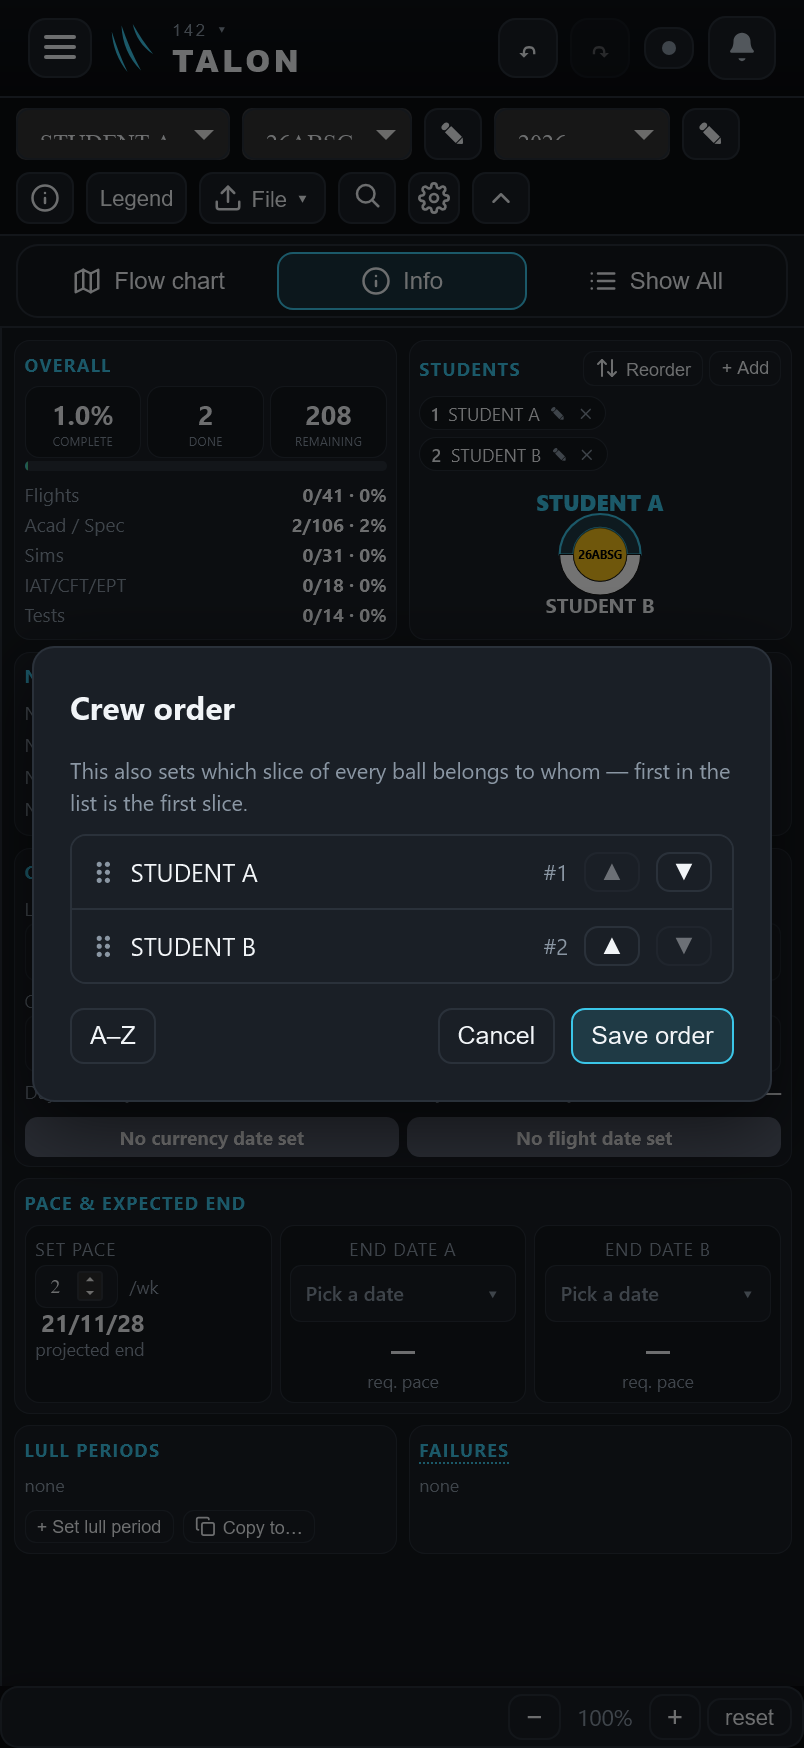 142 ▾
TALON
STUDENT A
26ABSG
2026
Legend
File ▾
Flow chart
Info
Show All
OVERALL
1.0%
COMPLETE
2
DONE
208
REMAINING
Flights 0/41 · 0%
Acad / Spec 2/106 · 2%
Sims 0/31 · 0%
IAT/CFT/EPT 0/18 · 0%
Tests 0/14 · 0%
STUDENTS
Reorder
+ Add
1 STUDENT A ✕
2 STUDENT B ✕
STUDENT A
26ABSG
STUDENT B
Crew order
This also sets which slice of every ball belongs to whom — first in the
list is the first slice.
STUDENT A #1 ▲ ▼
STUDENT B #2 ▲ ▼
A–Z
Cancel
Save order
No currency date set
No flight date set
PACE & EXPECTED END
SET PACE
2 /wk
21/11/28
projected end
END DATE A
Pick a date ▾
—
req. pace
END DATE B
Pick a date ▾
—
req. pace
LULL PERIODS
none
+ Set lull period
Copy to…
FAILURES
none
− 100% + reset